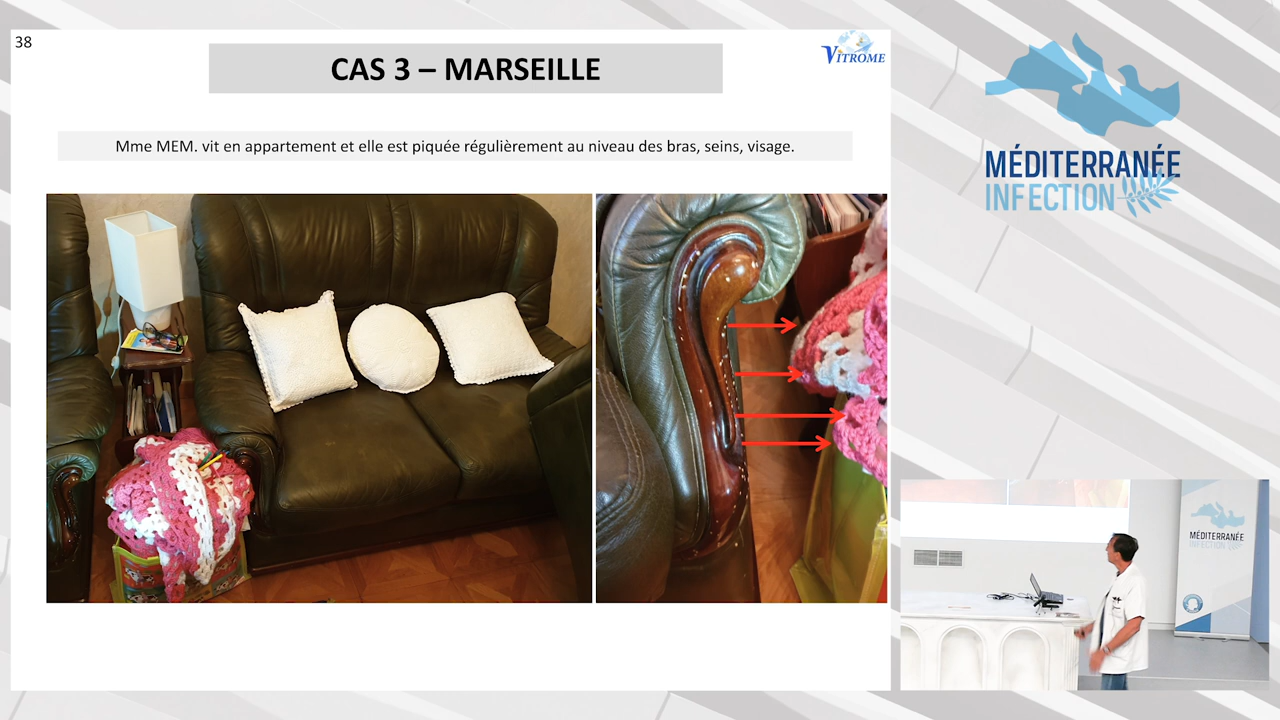 38
CAS 3 – MARSEILLE
VITROME
Mme MEM. vit en appartement et elle est piquée régulièrement au niveau des bras, seins, visage.
MÉDITERRANÉE
INFECTION
MÉDITERRANÉE
INFECTION